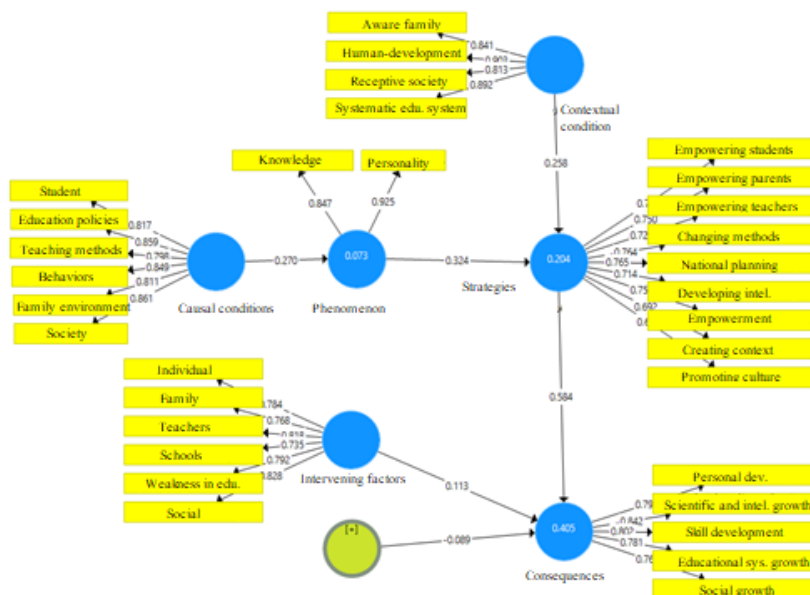 Aware family
Human-development
Receptive society
Systematic edu. system
0.841
0.813
0.892
Contextual
condition
0.258
Knowledge
Personality
0.847
0.925
Student
Education policies
Teaching methods
Behaviors
Family environment
Society
0.817
0.859
0.798
0.849
0.811
0.861
Causal conditions
0.270
0.073
Phenomenon
0.324
0.204
Strategies
Empowering students
Empowering parents
Empowering teachers
Changing methods
National planning
Developing intel.
Empowerment
Creating context
Promoting culture
0.764
0.765
0.714
0.692
0.584
Individual
Family
Teachers
Schools
Weakness in edu.
Social
0.784
0.768
0.818
0.735
0.792
0.828
Intervening factors
0.113
[+]
-0.089
0.405
Consequences
Personal dev.
Scientific and intel. growth
Skill development
Educational sys. growth
Social growth
0.842
0.802
0.781